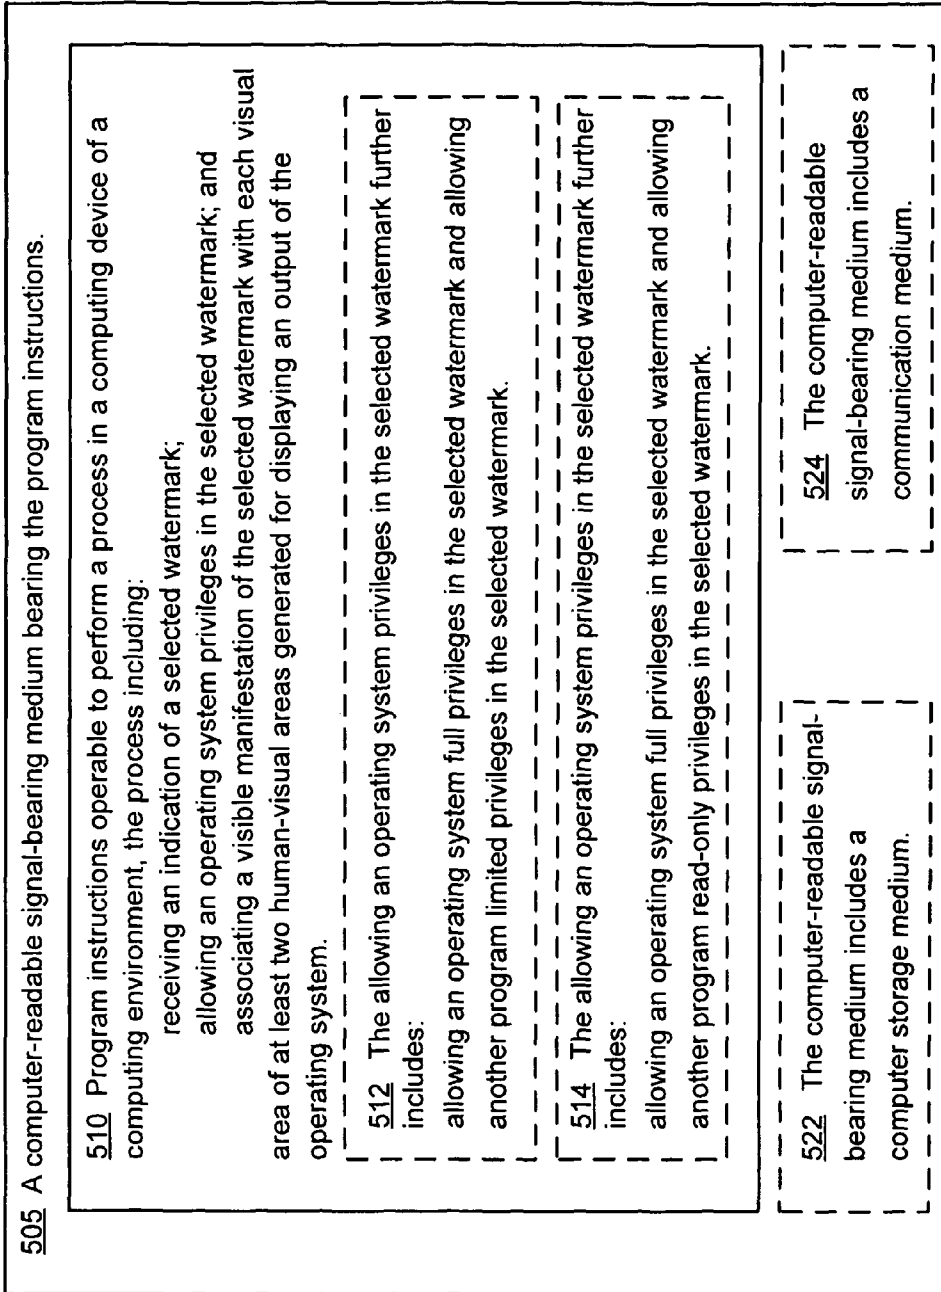 505 A computer-readable signal-bearing medium bearing the program instructions.
510 Program instructions operable to perform a process in a computing device of a
computing environment, the process including:
receiving an indication of a selected watermark;
allowing an operating system privileges in the selected watermark; and
associating a visible manifestation of the selected watermark with each visual
area of at least two human-visual areas generated for displaying an output of the
operating system.
512 The allowing an operating system privileges in the selected watermark further
includes:
allowing an operating system full privileges in the selected watermark and allowing
another program limited privileges in the selected watermark.
514 The allowing an operating system privileges in the selected watermark further
includes:
allowing an operating system full privileges in the selected watermark and allowing
another program read-only privileges in the selected watermark.
522 The computer-readable signal-
bearing medium includes a
computer storage medium.
524 The computer-readable
signal-bearing medium includes a
communication medium.